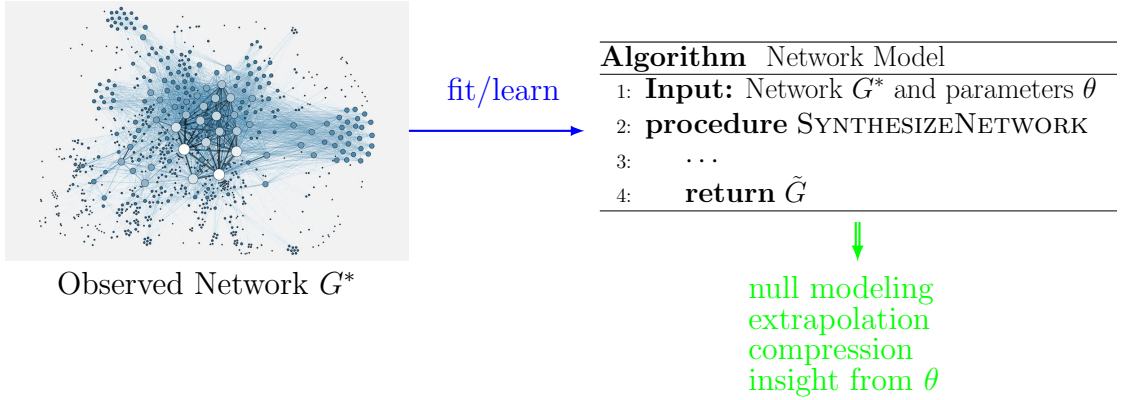 Observed Network G*
fit/learn
Algorithm Network Model
1: Input: Network G* and parameters θ
2: procedure SYNTHESIZENETWORK
3: ...
4: return G̃
null modeling
extrapolation
compression
insight from θ